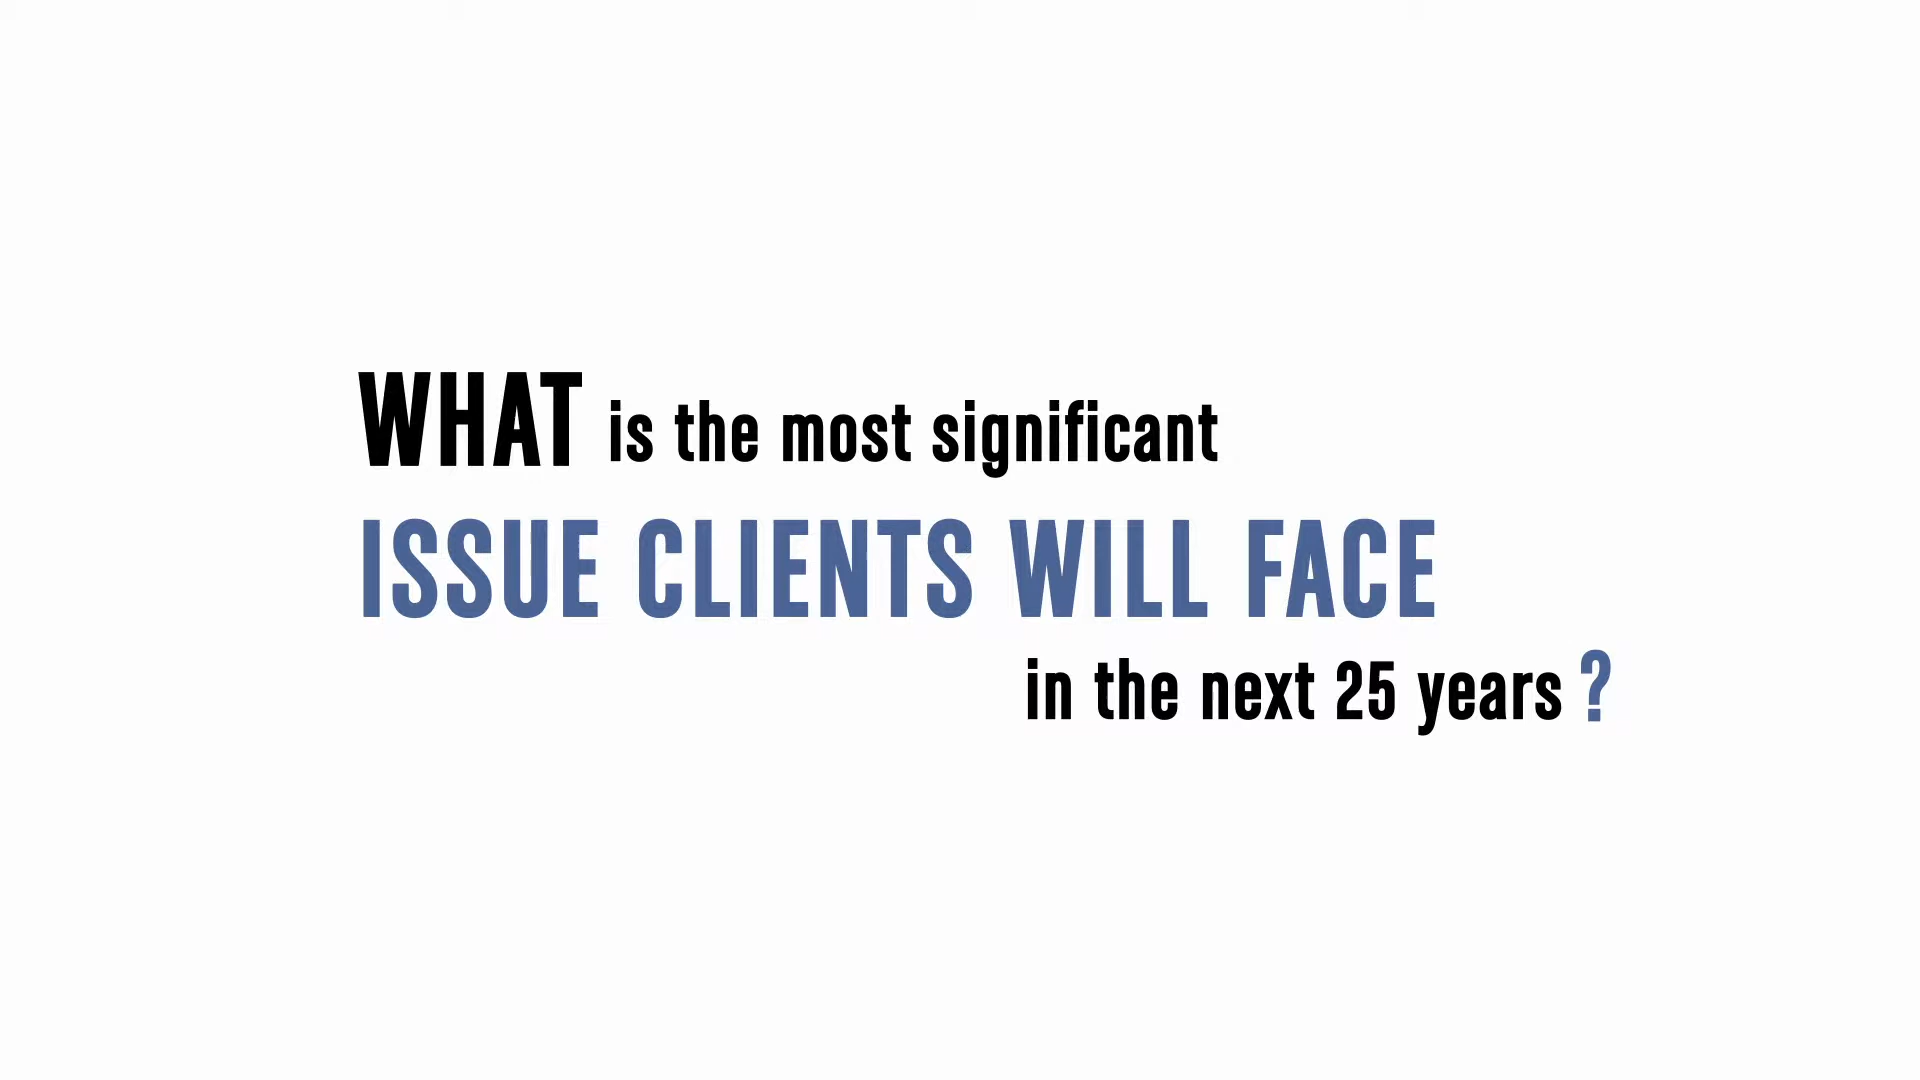 WHAT is the most significant
ISSUE CLIENTS WILL FACE
in the next 25 years ?